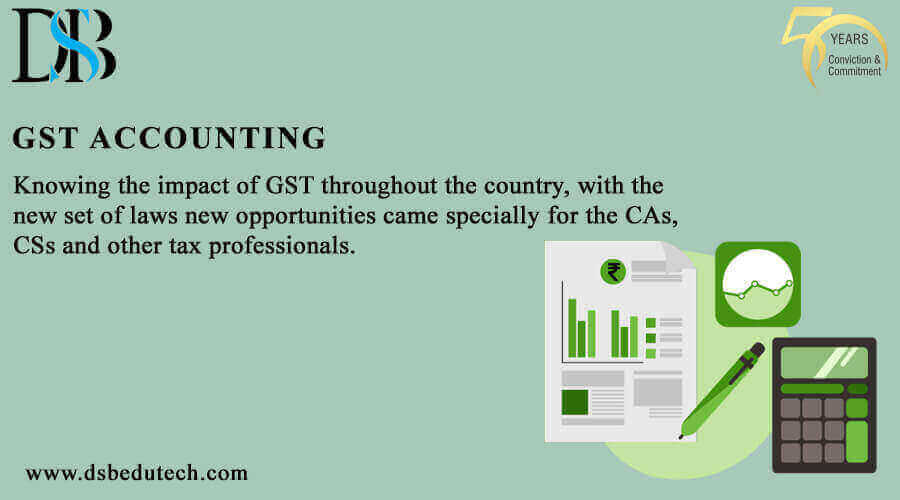 DSB
50 YEARS
Conviction &
Commitment
GST ACCOUNTING
Knowing the impact of GST throughout the country, with the
new set of laws new opportunities came specially for the CAs,
CSs and other tax professionals.
₹
www.dsbedutech.com